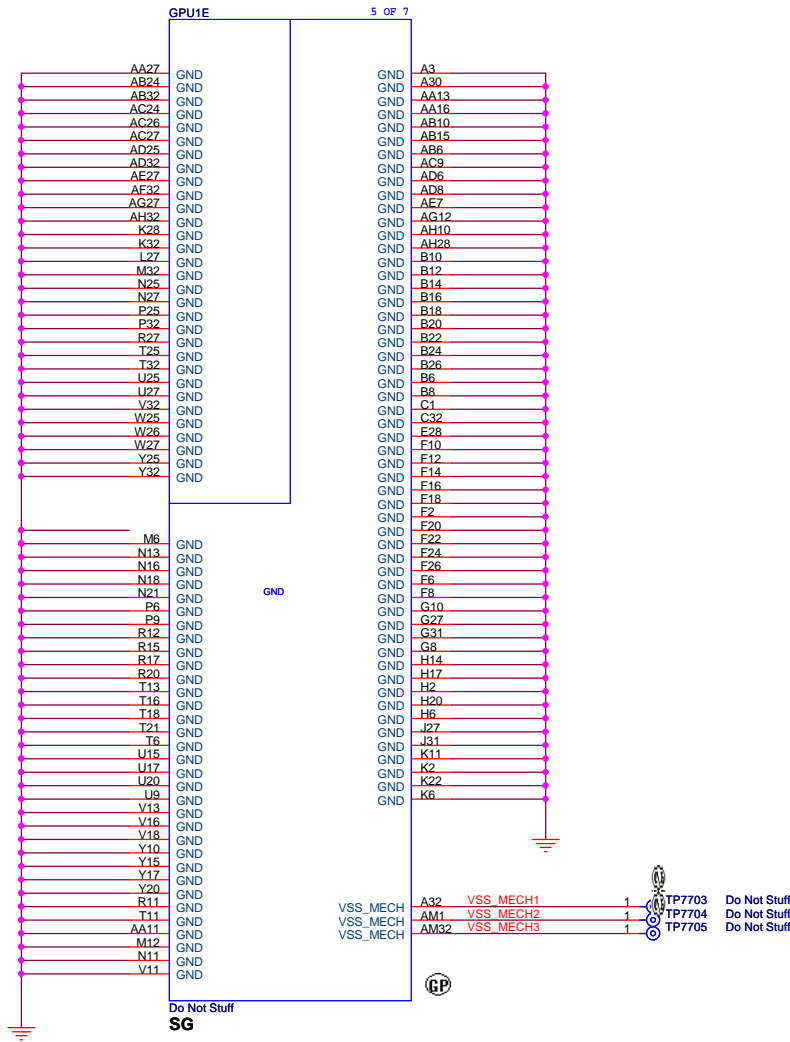 GPU1E 5 OF 7
AA27 GND GND A3
AB24 GND GND A30
AB32 GND GND AA13
AC24 GND GND AA16
AC26 GND GND AB10
AC27 GND GND AB15
AD25 GND GND AB6
AD32 GND GND AC9
AE27 GND GND AD6
AF32 GND GND AD8
AG27 GND GND AE7
AH32 GND GND AG12
K28 GND GND AH10
K32 GND GND AH28
L27 GND GND B10
M32 GND GND B12
N25 GND GND B14
N27 GND GND B16
P25 GND GND B18
P32 GND GND B20
R27 GND GND B22
T25 GND GND B24
T32 GND GND B26
U25 GND GND B6
U27 GND GND B8
V32 GND GND C1
W25 GND GND C32
W26 GND GND E28
W27 GND GND F10
Y25 GND GND F12
Y32 GND GND F14
GND F16
GND F18
GND F2
GND F20
M6 GND GND F22
N13 GND GND F24
N16 GND GND F26
N18 GND GND F6
N21 GND GND GND F8
P6 GND GND G10
P9 GND GND G27
R12 GND GND G31
R15 GND GND G8
R17 GND GND H14
R20 GND GND H17
T13 GND GND H2
T16 GND GND H20
T18 GND GND H6
T21 GND GND J27
T6 GND GND J31
U15 GND GND K11
U17 GND GND K2
U20 GND GND K22
U9 GND GND K6
V13 GND
V16 GND
V18 GND
Y10 GND
Y15 GND
Y17 GND
Y20 GND
R11 GND VSS_MECH A32 VSS_MECH1 1 TP7703 Do Not Stuff
T11 GND VSS_MECH AM1 VSS_MECH2 1 TP7704 Do Not Stuff
AA11 GND VSS_MECH AM32 VSS_MECH3 1 TP7705 Do Not Stuff
M12 GND
N11 GND
V11 GND
GP
Do Not Stuff
SG